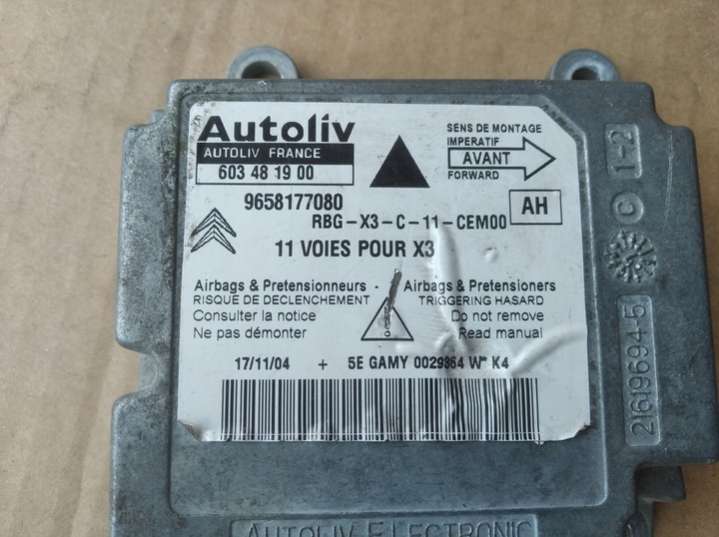 Autoliv
AUTOLIV FRANCE
603 48 19 00
SENS DE MONTAGE
IMPERATIF
AVANT
FORWARD
9658177080
RBG-X3-C-11-CEM00
AH
11 VOIES POUR X3
Airbags & Pretensionneurs - Airbags & Pretensioners
RISQUE DE DECLENCHEMENT TRIGGERING HASARD
Consulter la notice Do not remove
Ne pas démonter Read manual
17/11/04 + 5E GAMY 0029864 W" K4
1-2
C
21619694-5
AUTOLIV ELECTRONIC